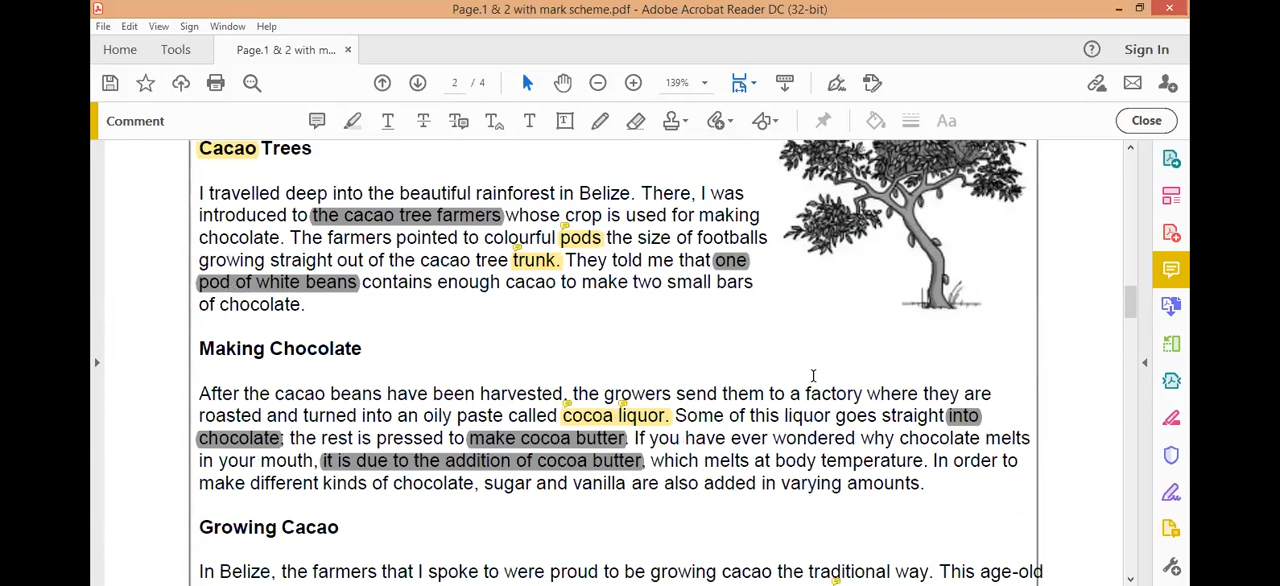 Page.1 & 2 with mark scheme.pdf - Adobe Acrobat Reader DC (32-bit)
File Edit View Sign Window Help
Home Tools Page.1 & 2 with m... × Sign In
2 / 4 139%
Comment Aa Close
Cacao Trees
I travelled deep into the beautiful rainforest in Belize. There, I was
introduced to the cacao tree farmers whose crop is used for making
chocolate. The farmers pointed to colourful pods the size of footballs
growing straight out of the cacao tree trunk. They told me that one
pod of white beans contains enough cacao to make two small bars
of chocolate.
Making Chocolate
After the cacao beans have been harvested, the growers send them to a factory where they are
roasted and turned into an oily paste called cocoa liquor. Some of this liquor goes straight into
chocolate; the rest is pressed to make cocoa butter. If you have ever wondered why chocolate melts
in your mouth, it is due to the addition of cocoa butter, which melts at body temperature. In order to
make different kinds of chocolate, sugar and vanilla are also added in varying amounts.
Growing Cacao
In Belize, the farmers that I spoke to were proud to be growing cacao the traditional way. This age-old